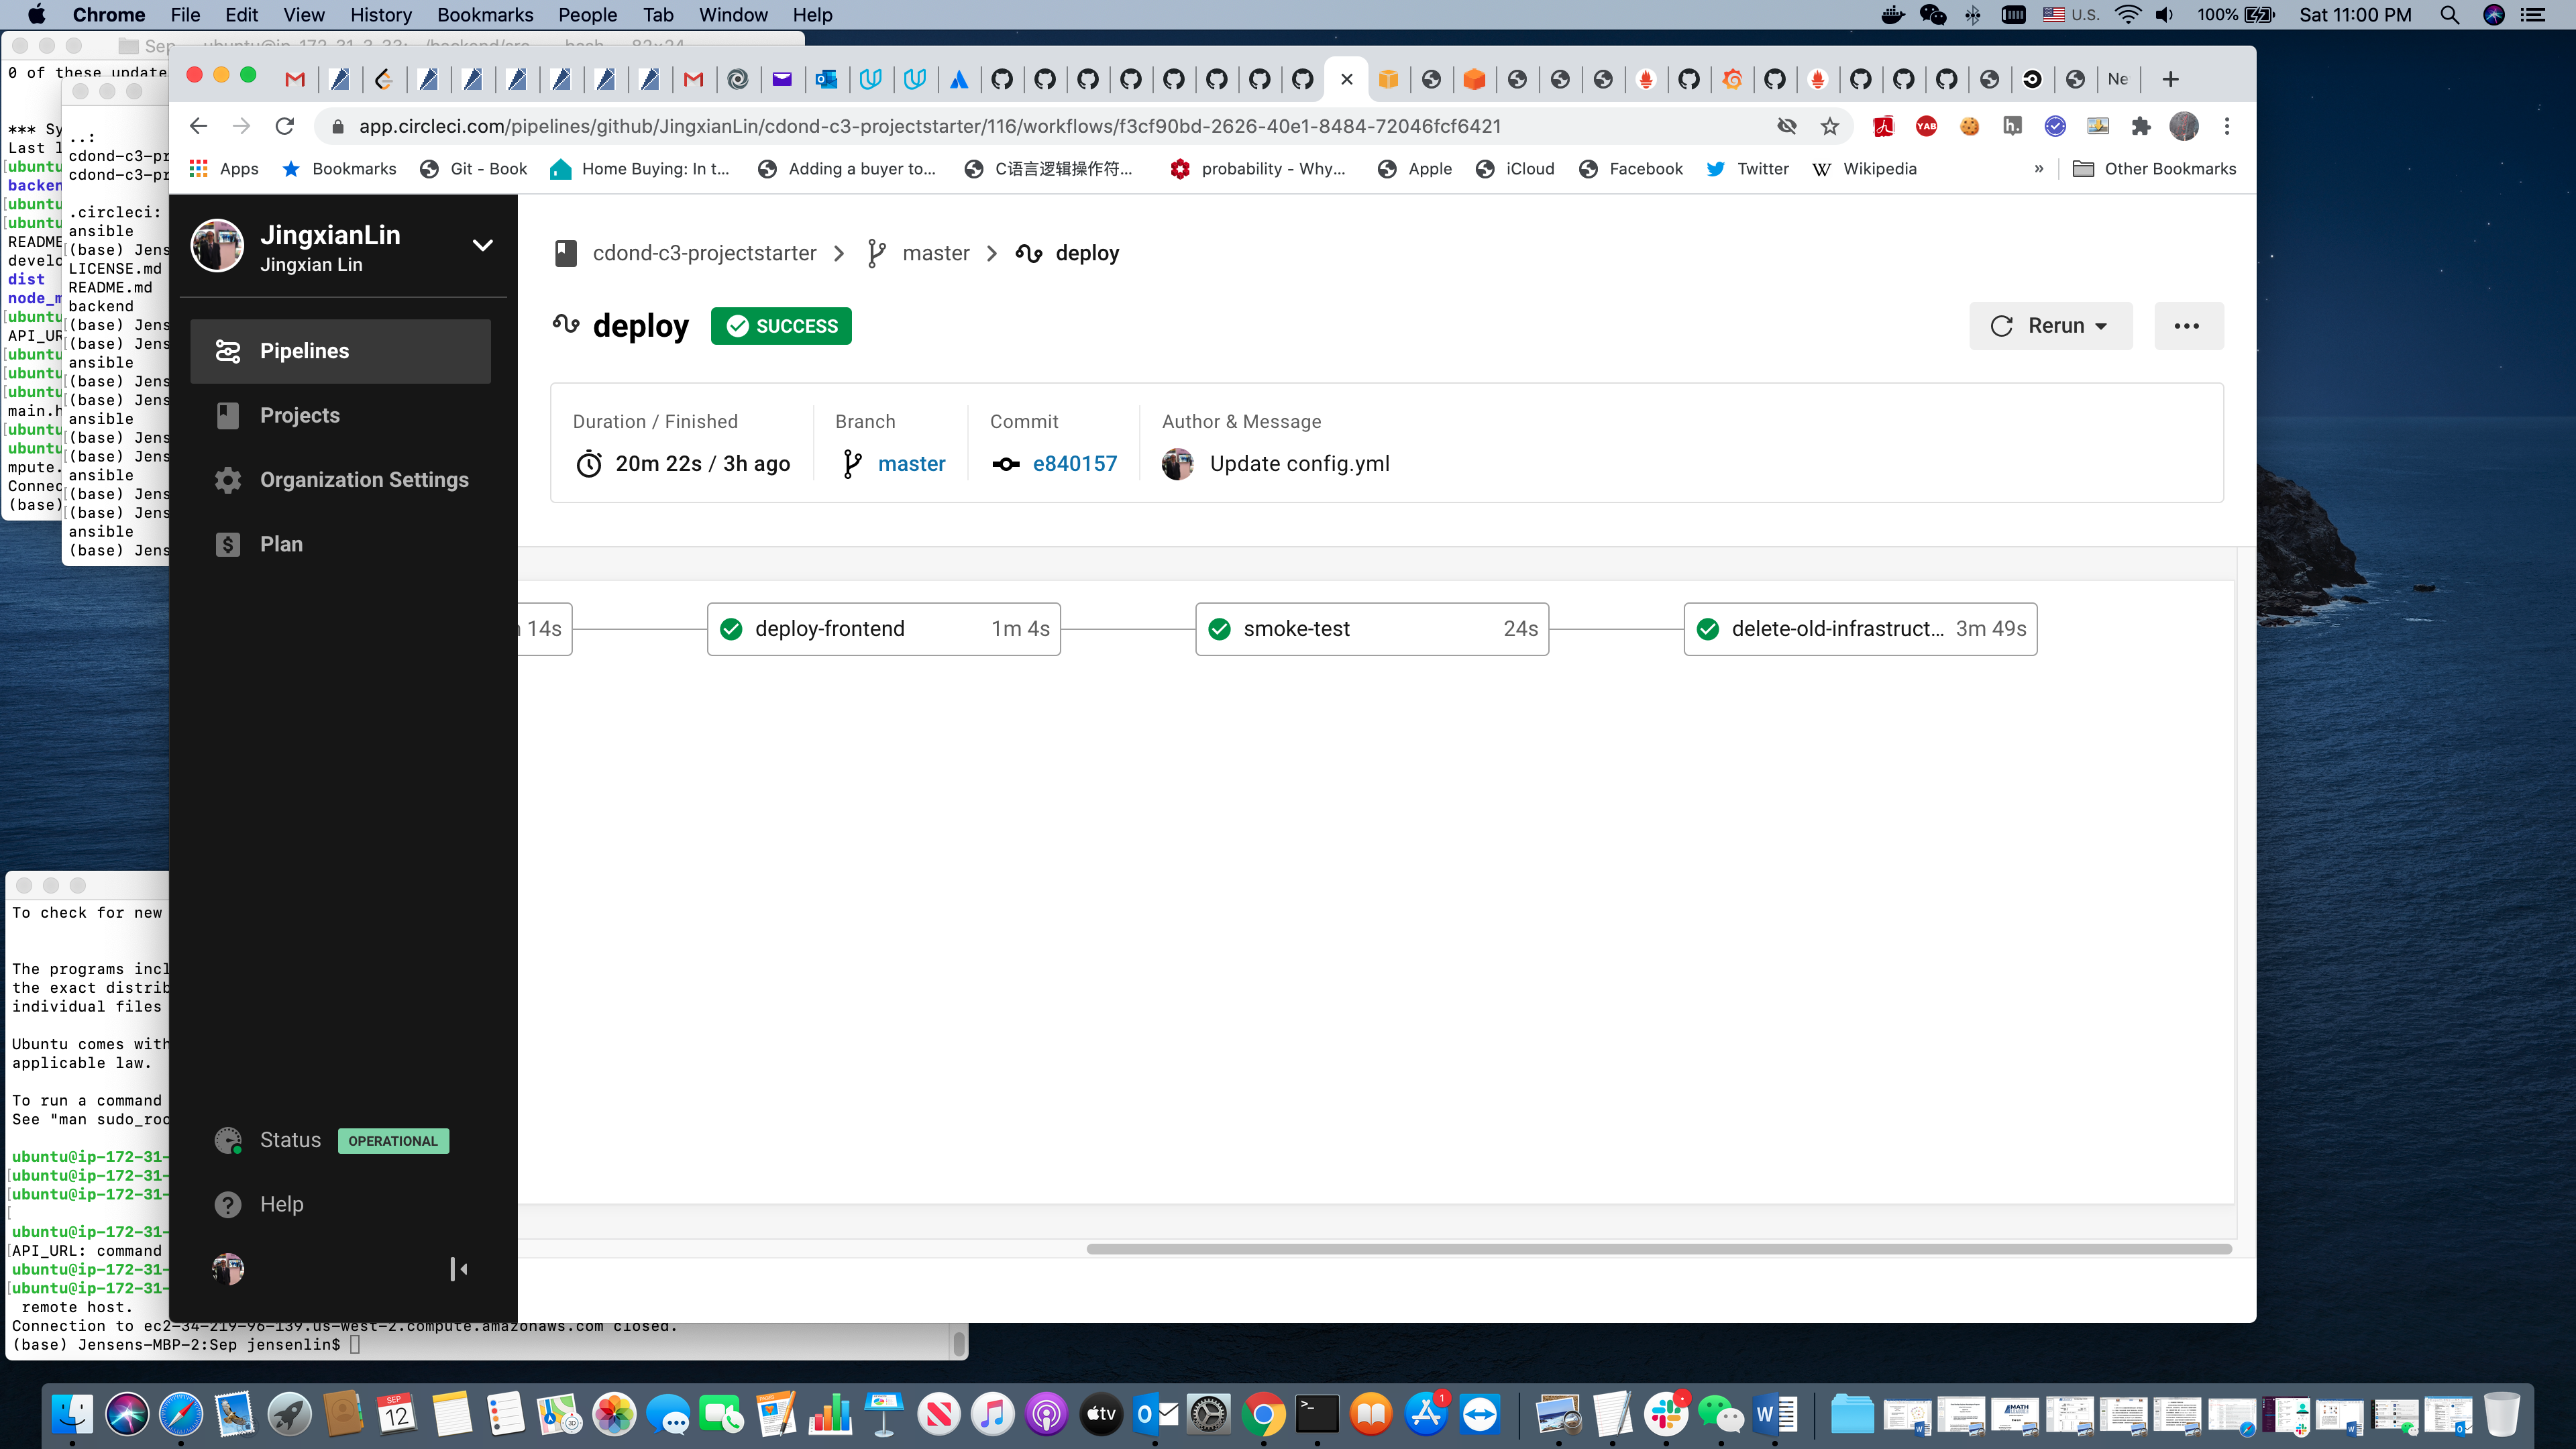 Chrome File Edit View History Bookmarks People Tab Window Help
U.S. 100% Sat 11:00 PM
Sep ubuntu@ip-172-31-3-33: ~/backend/src — bash — 82×24
0 of these update
*** Sy
Last l
ubuntu
backen
ubuntu
ubuntu
README
develo
dist
node_m
ubuntu
API_UR
ubuntu
ubuntu
ubuntu
main.h
ubuntu
ubuntu
mpute.
Connec
(base)
..:
cdond-c3-pr
cdond-c3-pr
.circleci:
ansible
(base) Jens
LICENSE.md
README.md
backend
(base) Jens
(base) Jens
ansible
(base) Jens
(base) Jens
ansible
(base) Jens
(base) Jens
ansible
(base) Jens
(base) Jens
ansible
(base) Jens
Ne
app.circleci.com/pipelines/github/JingxianLin/cdond-c3-projectstarter/116/workflows/f3cf90bd-2626-40e1-8484-72046fcf6421
YAB
h.
Apps Bookmarks Git - Book Home Buying: In t... Adding a buyer to... C语言逻辑操作符... probability - Why... Apple iCloud Facebook Twitter Wikipedia » Other Bookmarks
JingxianLin
Jingxian Lin
Pipelines
Projects
Organization Settings
Plan
Status OPERATIONAL
Help
cdond-c3-projectstarter master deploy
deploy SUCCESS
Rerun
Duration / Finished Branch Commit Author & Message
20m 22s / 3h ago master e840157 Update config.yml
14s
deploy-frontend 1m 4s
smoke-test 24s
delete-old-infrastruct... 3m 49s
To check for new
The programs incl
the exact distrib
individual files
Ubuntu comes with
applicable law.
To run a command
See "man sudo_roo
ubuntu@ip-172-31-
ubuntu@ip-172-31-
ubuntu@ip-172-31-
ubuntu@ip-172-31-
API_URL: command
ubuntu@ip-172-31-
ubuntu@ip-172-31-
remote host.
Connection to ec2-34-219-96-139.us-west-2.compute.amazonaws.com closed.
(base) Jensens-MBP-2:Sep jensenlin$
SEP
12
tv
1